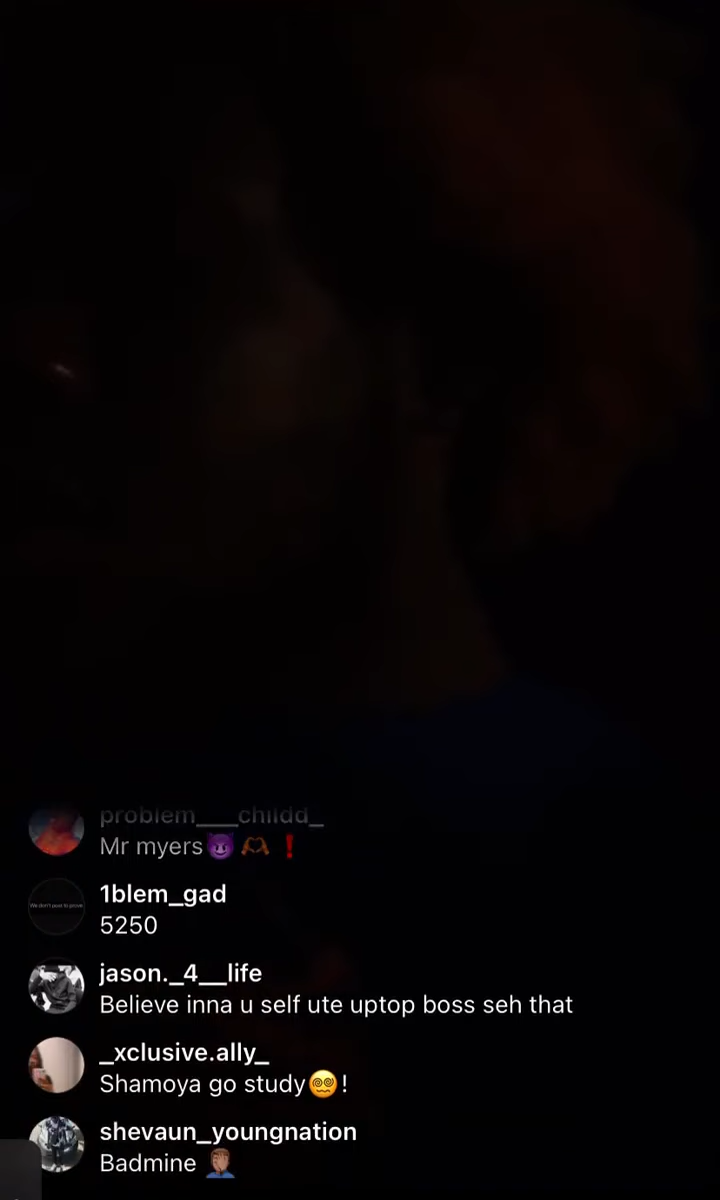 problem___childd_
Mr myers😈🫶🏾❗
1blem_gad
5250
jason._4__life
Believe inna u self ute uptop boss seh that
_xclusive.ally_
Shamoya go study😵‍💫!
shevaun_youngnation
Badmine 🤦🏽‍♂️